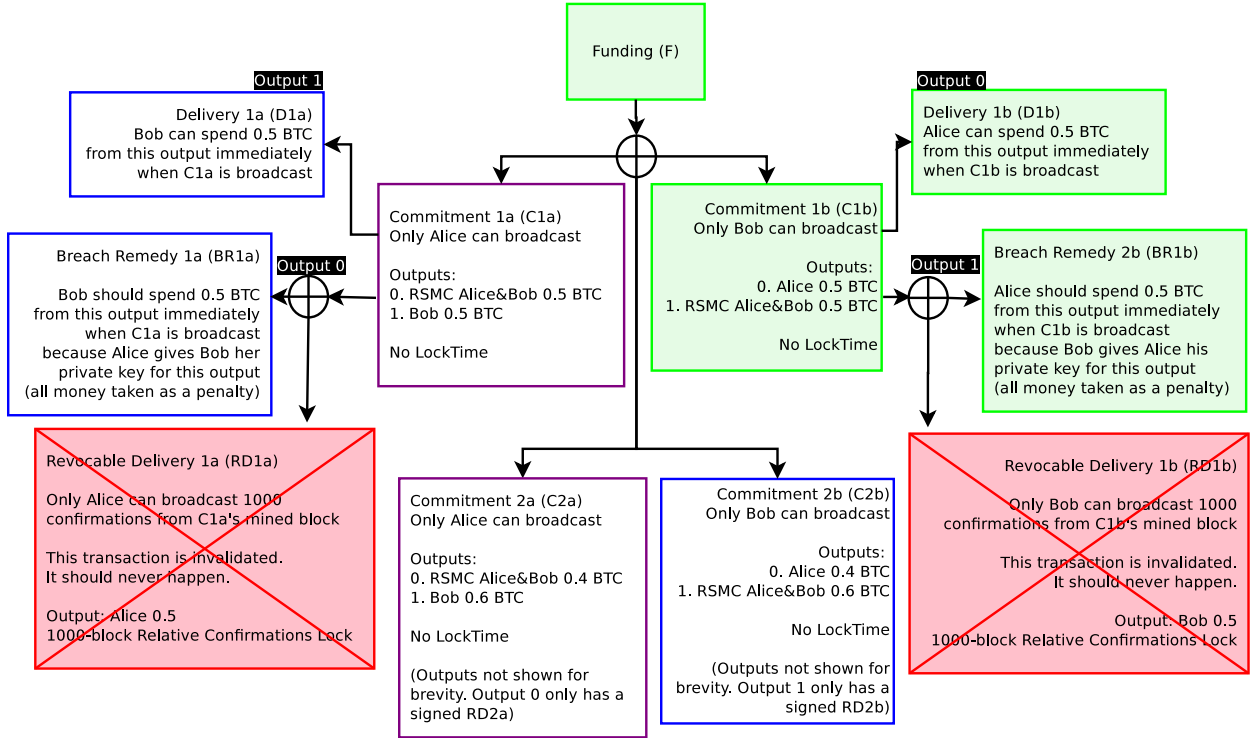 Funding (F)
Output 1
Delivery 1a (D1a)
Bob can spend 0.5 BTC
from this output immediately
when C1a is broadcast
Output 0
Delivery 1b (D1b)
Alice can spend 0.5 BTC
from this output immediately
when C1b is broadcast
Commitment 1a (C1a)
Only Alice can broadcast
Outputs:
0. RSMC Alice&Bob 0.5 BTC
1. Bob 0.5 BTC
No LockTime
Commitment 1b (C1b)
Only Bob can broadcast
Outputs:
0. Alice 0.5 BTC
1. RSMC Alice&Bob 0.5 BTC
No LockTime
Breach Remedy 1a (BR1a)
Bob should spend 0.5 BTC
from this output immediately
when C1a is broadcast
because Alice gives Bob her
private key for this output
(all money taken as a penalty)
Output 0
Output 1
Breach Remedy 2b (BR1b)
Alice should spend 0.5 BTC
from this output immediately
when C1b is broadcast
because Bob gives Alice his
private key for this output
(all money taken as a penalty)
Revocable Delivery 1a (RD1a)
Only Alice can broadcast 1000
confirmations from C1a's mined block
This transaction is invalidated.
It should never happen.
Output: Alice 0.5
1000-block Relative Confirmations Lock
Commitment 2a (C2a)
Only Alice can broadcast
Outputs:
0. RSMC Alice&Bob 0.4 BTC
1. Bob 0.6 BTC
No LockTime
(Outputs not shown for
brevity. Output 0 only has a
signed RD2a)
Commitment 2b (C2b)
Only Bob can broadcast
Outputs:
0. Alice 0.4 BTC
1. RSMC Alice&Bob 0.6 BTC
No LockTime
(Outputs not shown for
brevity. Output 1 only has a
signed RD2b)
Revocable Delivery 1b (RD1b)
Only Bob can broadcast 1000
confirmations from C1b's mined block
This transaction is invalidated.
It should never happen.
Output: Bob 0.5
1000-block Relative Confirmations Lock